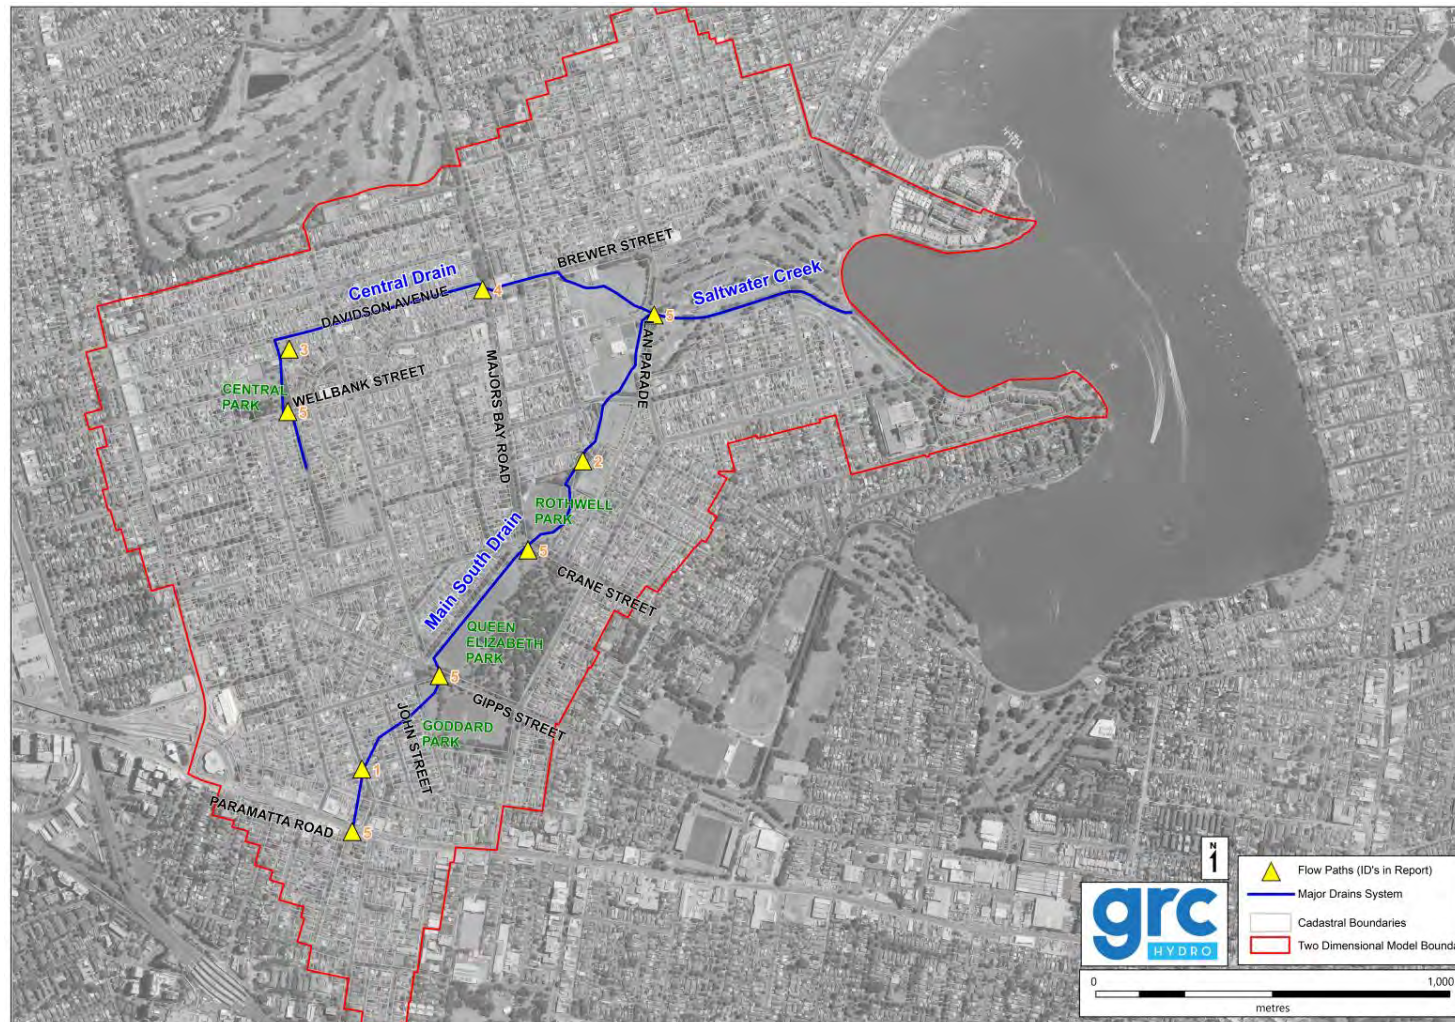 BREWER STREET
Central Drain
Saltwater Creek
DAVIDSON AVENUE
4
5
3
LAN PARADE
MAJORS BAY ROAD
WELLBANK STREET
CENTRAL
PARK
5
2
ROTHWELL
PARK
Main South Drain
5
CRANE STREET
QUEEN
ELIZABETH
PARK
5
GIPPS STREET
JOHN STREET
GODDARD
PARK
1
PARAMATTA ROAD
5
N
Flow Paths (ID's in Report)
Major Drains System
Cadastral Boundaries
Two Dimensional Model Bounda
grc
HYDRO
0
1,000
metres